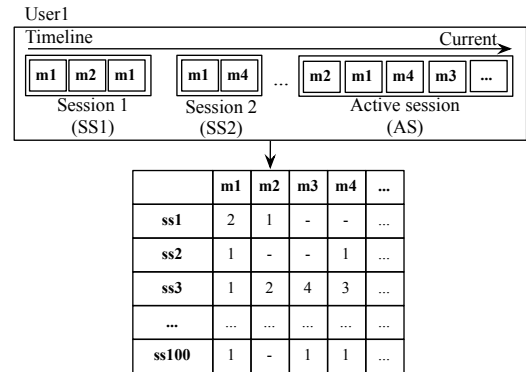 User1
Timeline Current
m1 m2 m1 m1 m4 ... m2 m1 m4 m3 ...
Session 1 Session 2 Active session
(SS1) (SS2) (AS)
m1 m2 m3 m4 ...
ss1 2 1 - - ...
ss2 1 - - 1 ...
ss3 1 2 4 3 ...
... ... ... ... ... ...
ss100 1 - 1 1 ...